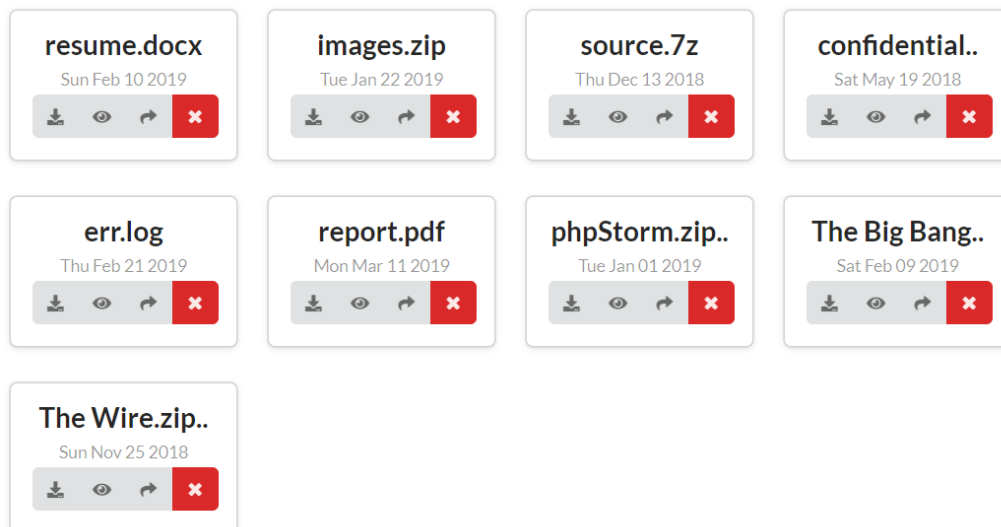 resume.docx
Sun Feb 10 2019
images.zip
Tue Jan 22 2019
source.7z
Thu Dec 13 2018
confidential..
Sat May 19 2018
err.log
Thu Feb 21 2019
report.pdf
Mon Mar 11 2019
phpStorm.zip..
Tue Jan 01 2019
The Big Bang..
Sat Feb 09 2019
The Wire.zip..
Sun Nov 25 2018